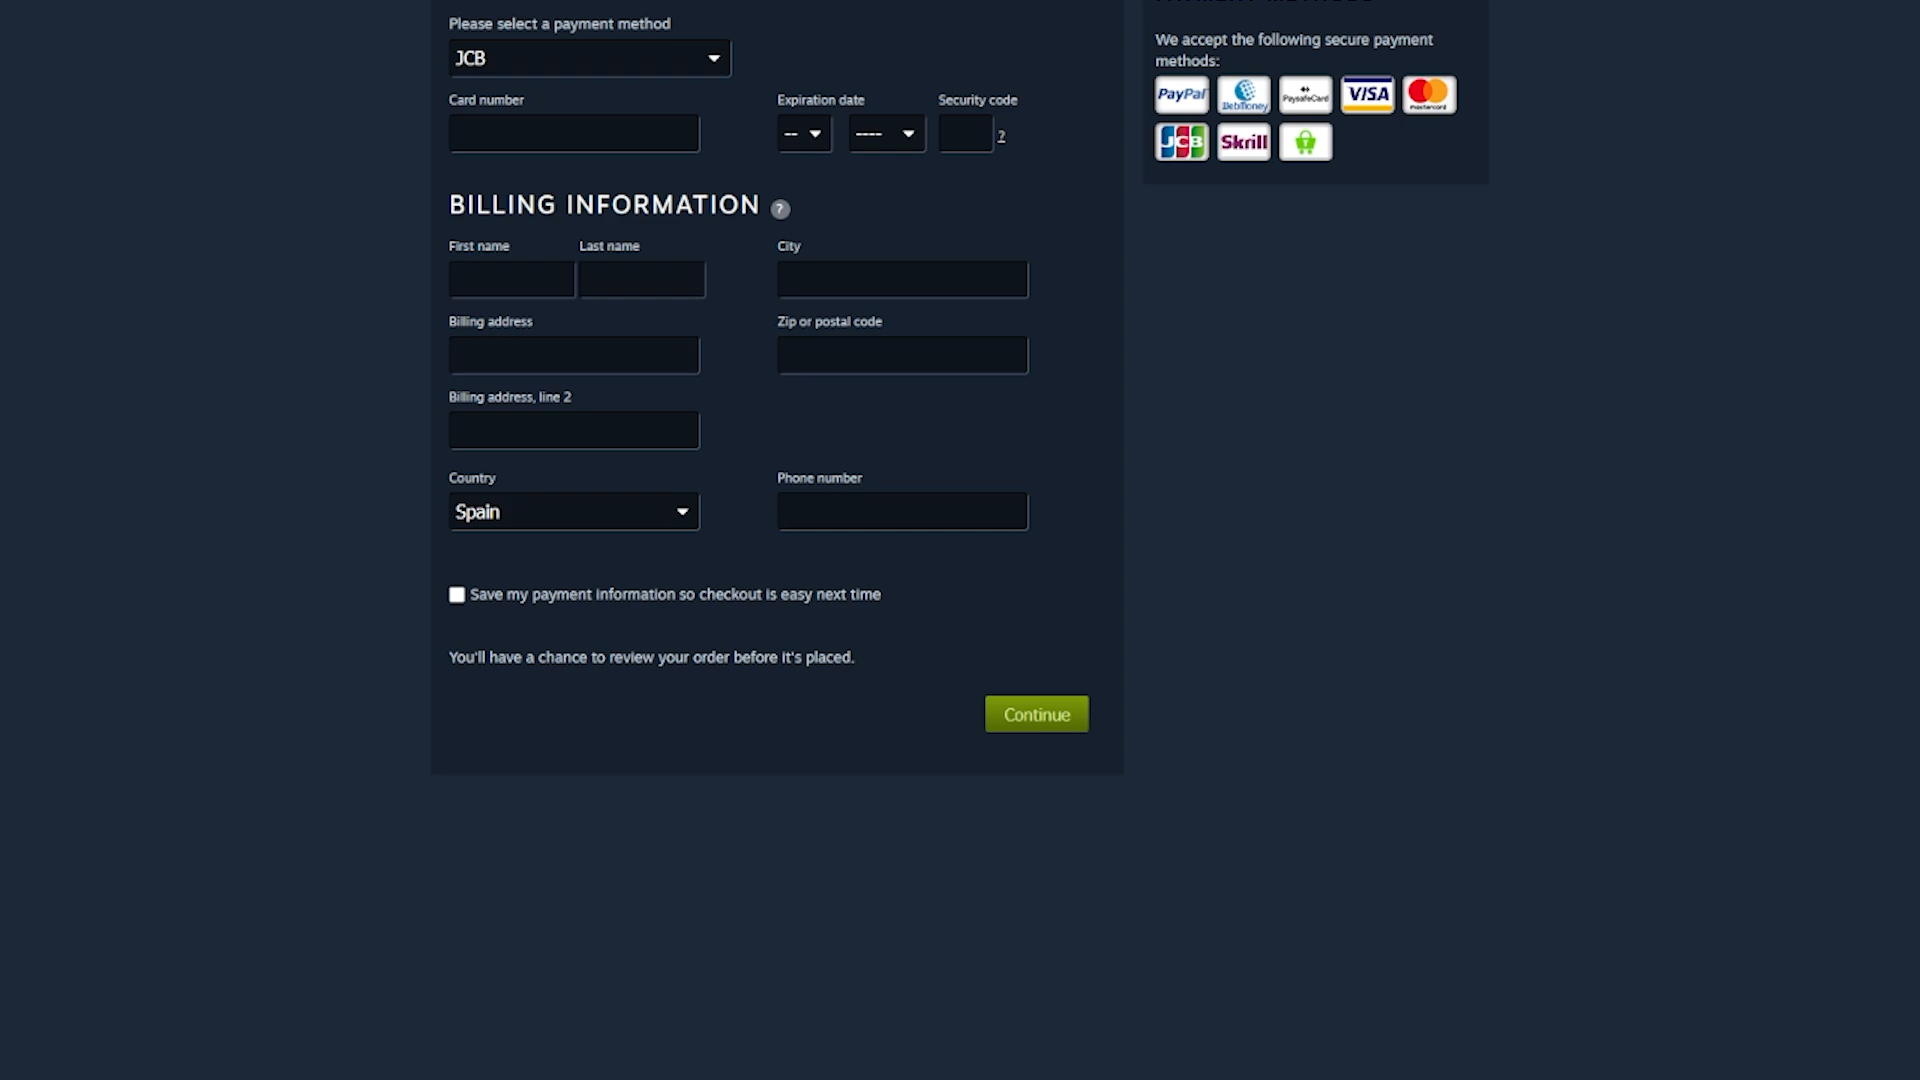 Please select a payment method
JCB
Card number
Expiration date
Security code
--
----
?
BILLING INFORMATION ?
First name
Last name
City
Billing address
Zip or postal code
Billing address, line 2
Country
Phone number
Spain
Save my payment information so checkout is easy next time
You'll have a chance to review your order before it's placed.
Continue
We accept the following secure payment
methods:
PayPal
WebMoney
PaysafeCard
VISA
mastercard
JCB
Skrill